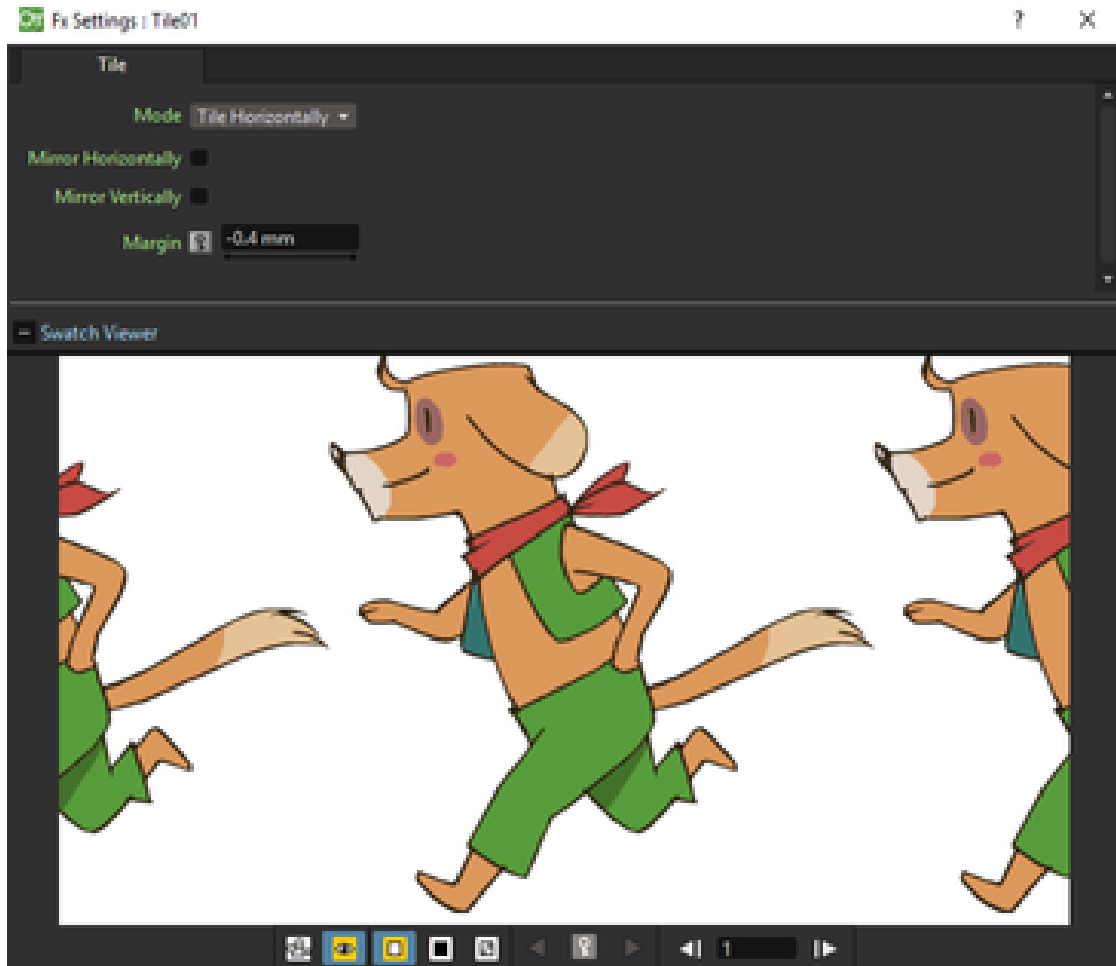 Fx Settings : Tile01
?
Tile
Mode Tile Horizontally
Mirror Horizontally
Mirror Vertically
Margin -0.4 mm
Swatch Viewer
1